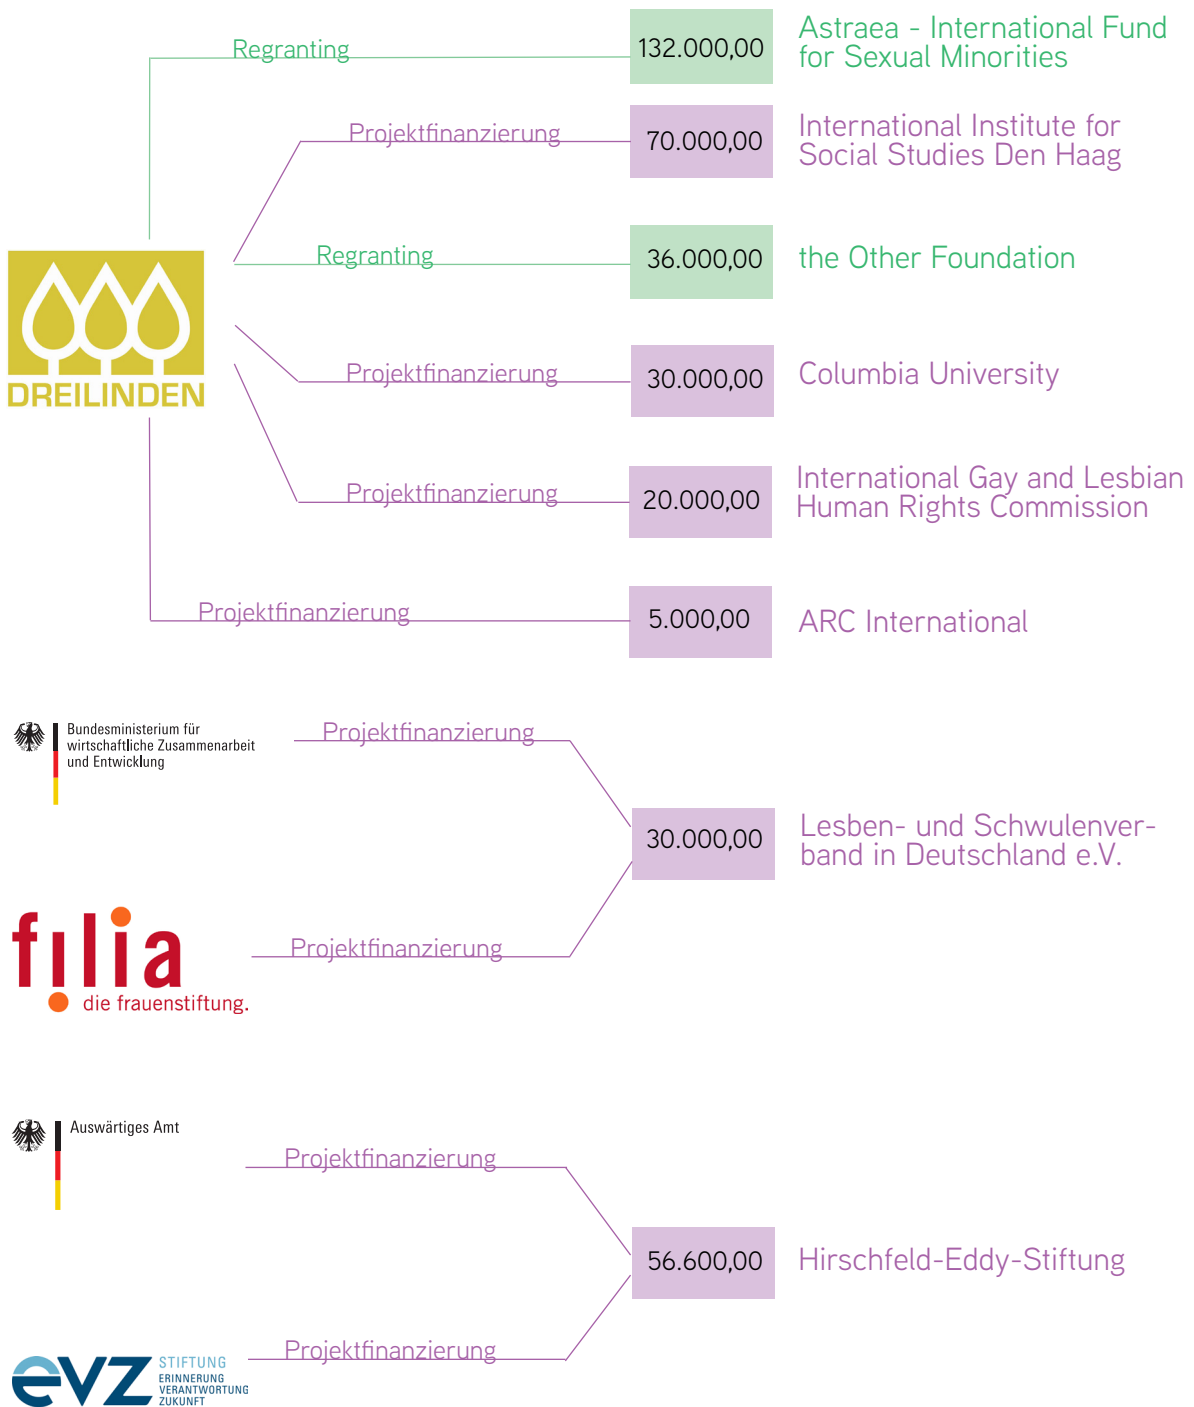 Regranting
132.000,00
Astraea - International Fund
for Sexual Minorities
Projektfinanzierung
70.000,00
International Institute for
Social Studies Den Haag
Regranting
36.000,00
the Other Foundation
DREILINDEN
Projektfinanzierung
30.000,00
Columbia University
Projektfinanzierung
20.000,00
International Gay and Lesbian
Human Rights Commission
Projektfinanzierung
5.000,00
ARC International
Bundesministerium für
wirtschaftliche Zusammenarbeit
und Entwicklung
Projektfinanzierung
30.000,00
Lesben- und Schwulenver-
band in Deutschland e.V.
filia
die frauenstiftung.
Projektfinanzierung
Auswärtiges Amt
Projektfinanzierung
56.600,00
Hirschfeld-Eddy-Stiftung
Projektfinanzierung
evz
STIFTUNG
ERINNERUNG
VERANTWORTUNG
ZUKUNFT